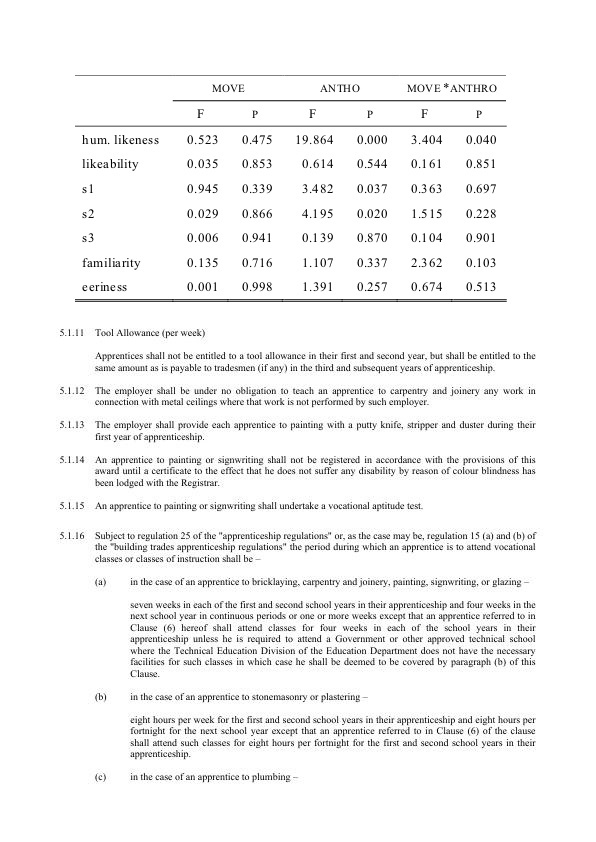 MOVE ANTHO MOVE *ANTHRO
F P F P F P
hum. likeness 0.523 0.475 19.864 0.000 3.404 0.040
likeability 0.035 0.853 0.614 0.544 0.161 0.851
s1 0.945 0.339 3.482 0.037 0.363 0.697
s2 0.029 0.866 4.195 0.020 1.515 0.228
s3 0.006 0.941 0.139 0.870 0.104 0.901
familiarity 0.135 0.716 1.107 0.337 2.362 0.103
eeriness 0.001 0.998 1.391 0.257 0.674 0.513
5.1.11 Tool Allowance (per week)
Apprentices shall not be entitled to a tool allowance in their first and second year, but shall be entitled to the
same amount as is payable to tradesmen (if any) in the third and subsequent years of apprenticeship.
5.1.12 The employer shall be under no obligation to teach an apprentice to carpentry and joinery any work in
connection with metal ceilings where that work is not performed by such employer.
5.1.13 The employer shall provide each apprentice to painting with a putty knife, stripper and duster during their
first year of apprenticeship.
5.1.14 An apprentice to painting or signwriting shall not be registered in accordance with the provisions of this
award until a certificate to the effect that he does not suffer any disability by reason of colour blindness has
been lodged with the Registrar.
5.1.15 An apprentice to painting or signwriting shall undertake a vocational aptitude test.
5.1.16 Subject to regulation 25 of the "apprenticeship regulations" or, as the case may be, regulation 15 (a) and (b) of
the "building trades apprenticeship regulations" the period during which an apprentice is to attend vocational
classes or classes of instruction shall be –
(a) in the case of an apprentice to bricklaying, carpentry and joinery, painting, signwriting, or glazing –
seven weeks in each of the first and second school years in their apprenticeship and four weeks in the
next school year in continuous periods or one or more weeks except that an apprentice referred to in
Clause (6) hereof shall attend classes for four weeks in each of the school years in their
apprenticeship unless he is required to attend a Government or other approved technical school
where the Technical Education Division of the Education Department does not have the necessary
facilities for such classes in which case he shall be deemed to be covered by paragraph (b) of this
Clause.
(b) in the case of an apprentice to stonemasonry or plastering –
eight hours per week for the first and second school years in their apprenticeship and eight hours per
fortnight for the next school year except that an apprentice referred to in Clause (6) of the clause
shall attend such classes for eight hours per fortnight for the first and second school years in their
apprenticeship.
(c) in the case of an apprentice to plumbing –